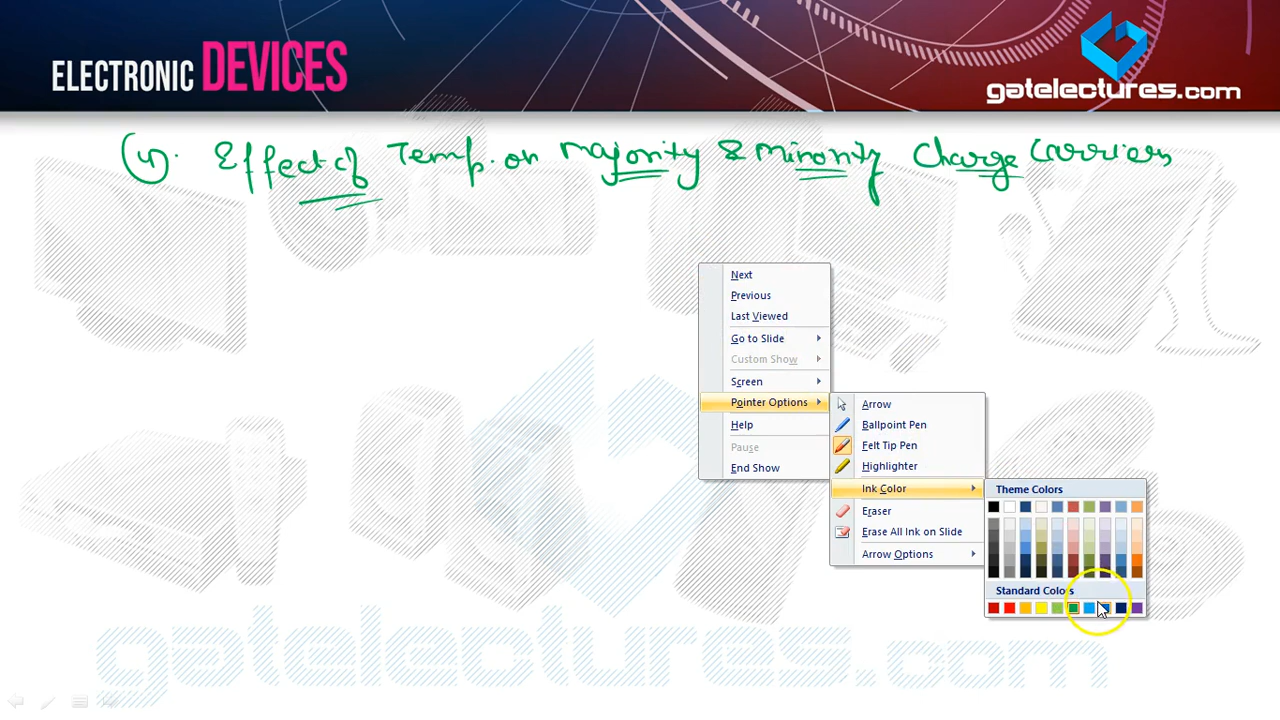 ELECTRONIC DEVICES
gatelectures.com
(4). Effect of Temp. on majority & minority Charge Carriers
Next
Previous
Last Viewed
Go to Slide
Custom Show
Screen
Pointer Options
Help
Pause
End Show
Arrow
Ballpoint Pen
Felt Tip Pen
Highlighter
Ink Color
Eraser
Erase All Ink on Slide
Arrow Options
Theme Colors
Standard Colors
gatelectures.com